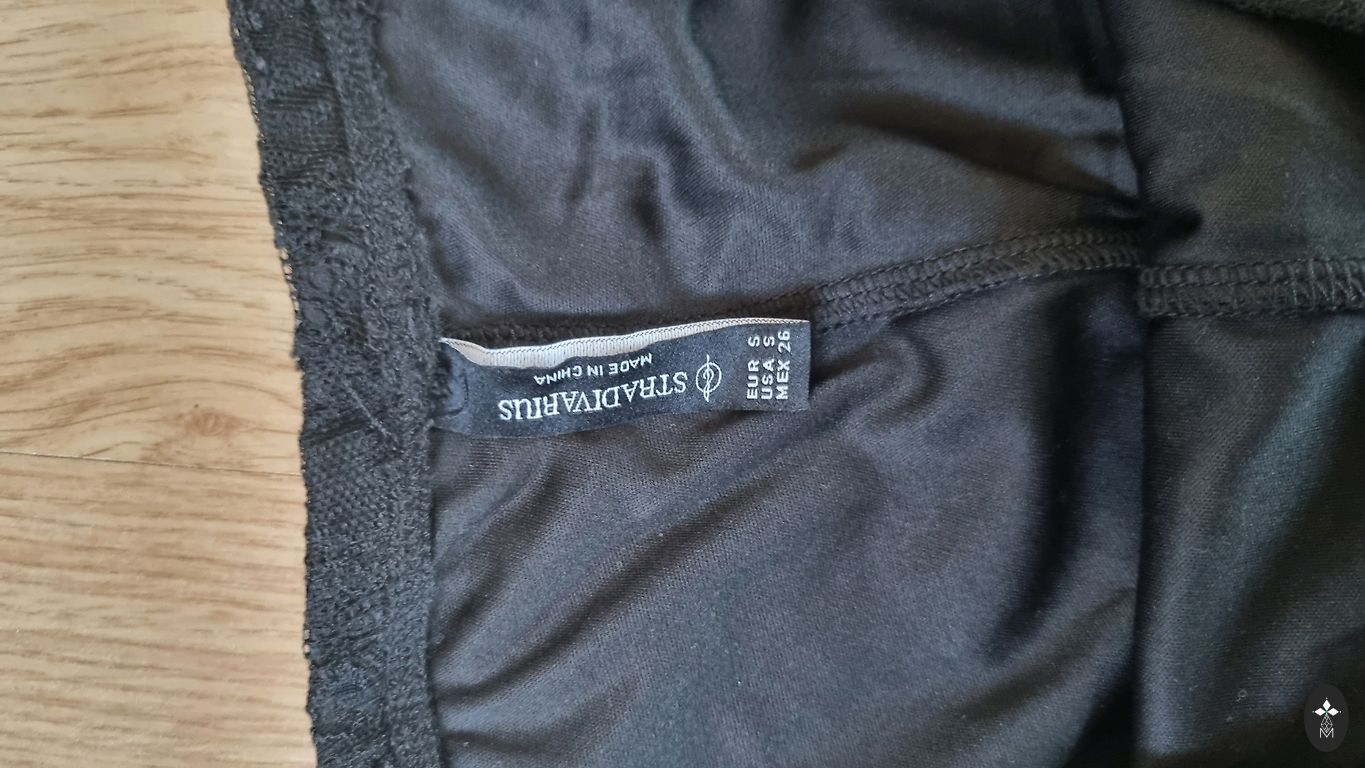 STRADIVARIUS
MADE IN CHINA
EUR S
USA S
MEX 26
M